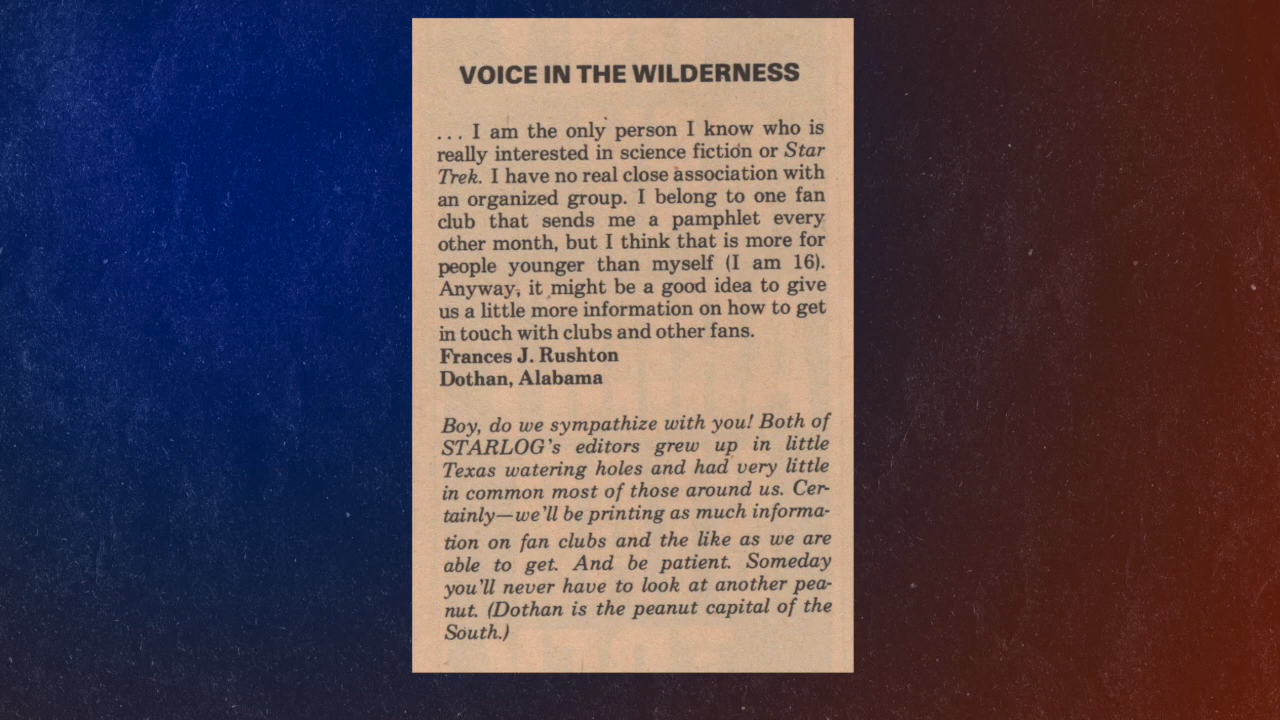 VOICE IN THE WILDERNESS
... I am the only person I know who is
really interested in science fiction or Star
Trek. I have no real close association with
an organized group. I belong to one fan
club that sends me a pamphlet every
other month, but I think that is more for
people younger than myself (I am 16).
Anyway, it might be a good idea to give
us a little more information on how to get
in touch with clubs and other fans.
Frances J. Rushton
Dothan, Alabama
Boy, do we sympathize with you! Both of
STARLOG's editors grew up in little
Texas watering holes and had very little
in common most of those around us. Cer-
tainly—we'll be printing as much informa-
tion on fan clubs and the like as we are
able to get. And be patient. Someday
you'll never have to look at another pea-
nut. (Dothan is the peanut capital of the
South.)